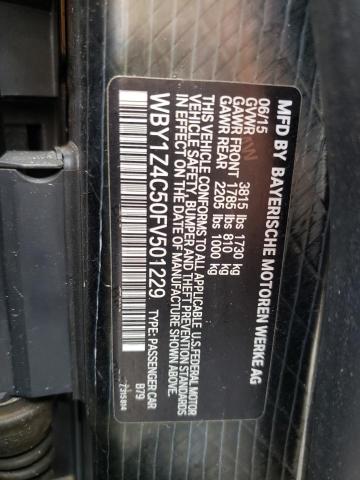 MFD BY BAYERISCHE MOTOREN WERKE AG
06/15
GVWR 3815 lbs 1730 kg
GAWR FRONT 1785 lbs 810 kg
GAWR REAR 2205 lbs 1000 kg
THIS VEHICLE CONFORMS TO ALL APPLICABLE U.S. FEDERAL MOTOR
VEHICLE SAFETY, BUMPER AND THEFT PREVENTION STANDARDS
IN EFFECT ON THE DATE OF MANUFACTURE SHOWN ABOVE.
WBY1Z4C50FV501229 TYPE: PASSENGER CAR
B79
7315814